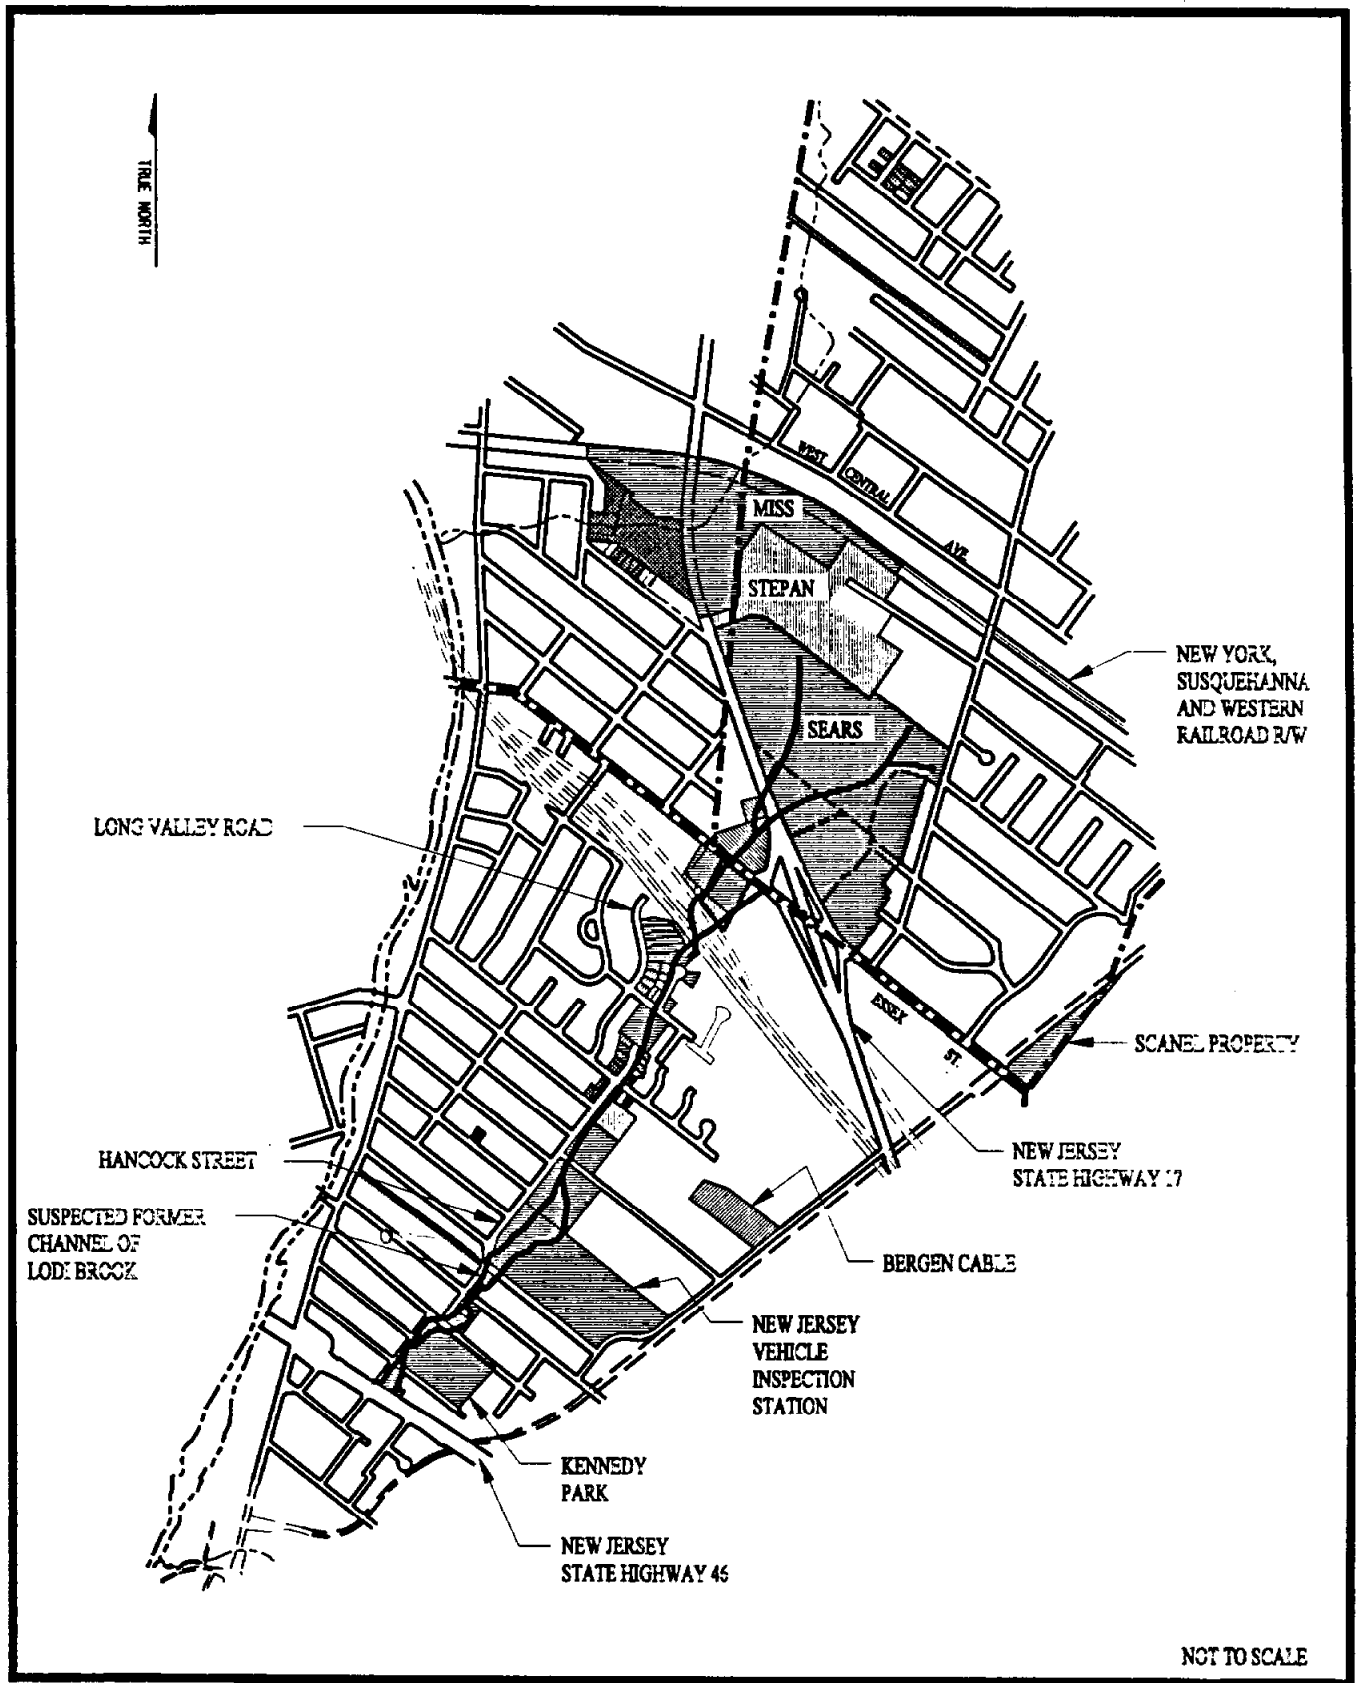 TRUE NORTH
WEST
CENTRAL
AVE.
MISS
STEPAN
SEARS
NEW YORK,
SUSQUEHANNA
AND WESTERN
RAILROAD R/W
LONG VALLEY ROAD
ESSEX
ST.
SCANEL PROPERTY
HANCOCK STREET
NEW JERSEY
STATE HIGHWAY 17
SUSPECTED FORMER
CHANNEL OF
LODI BROOK
BERGEN CABLE
NEW JERSEY
VEHICLE
INSPECTION
STATION
KENNEDY
PARK
NEW JERSEY
STATE HIGHWAY 46
NOT TO SCALE